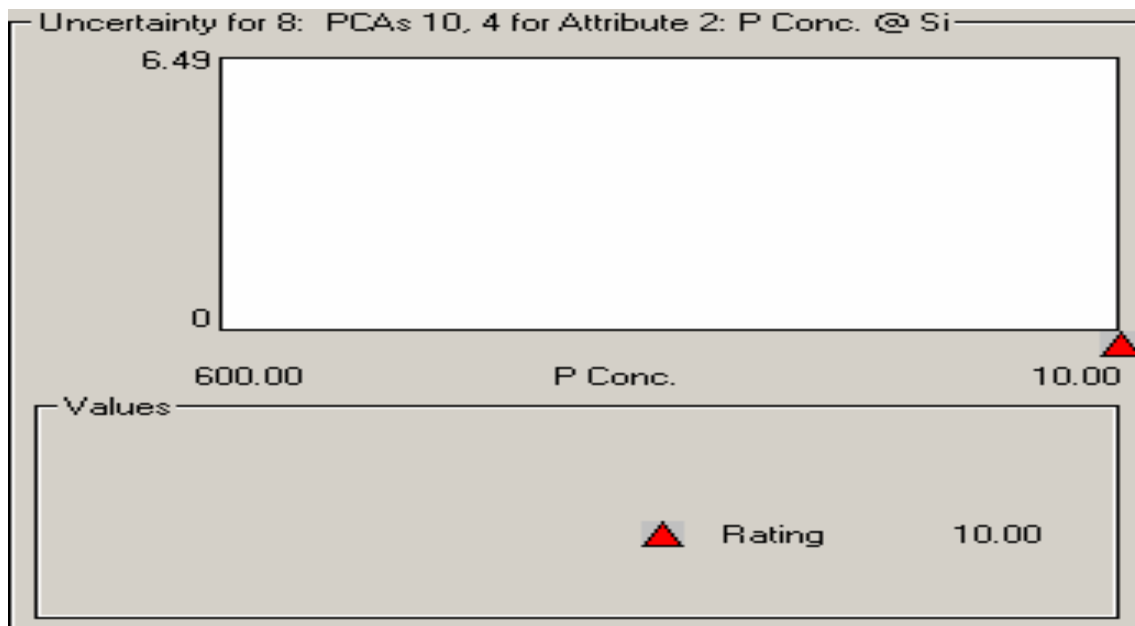 Uncertainty for 8: PCAs 10, 4 for Attribute 2: P Conc. @ Si
6.49
0
600.00 P Conc. 10.00
Values
Rating 10.00